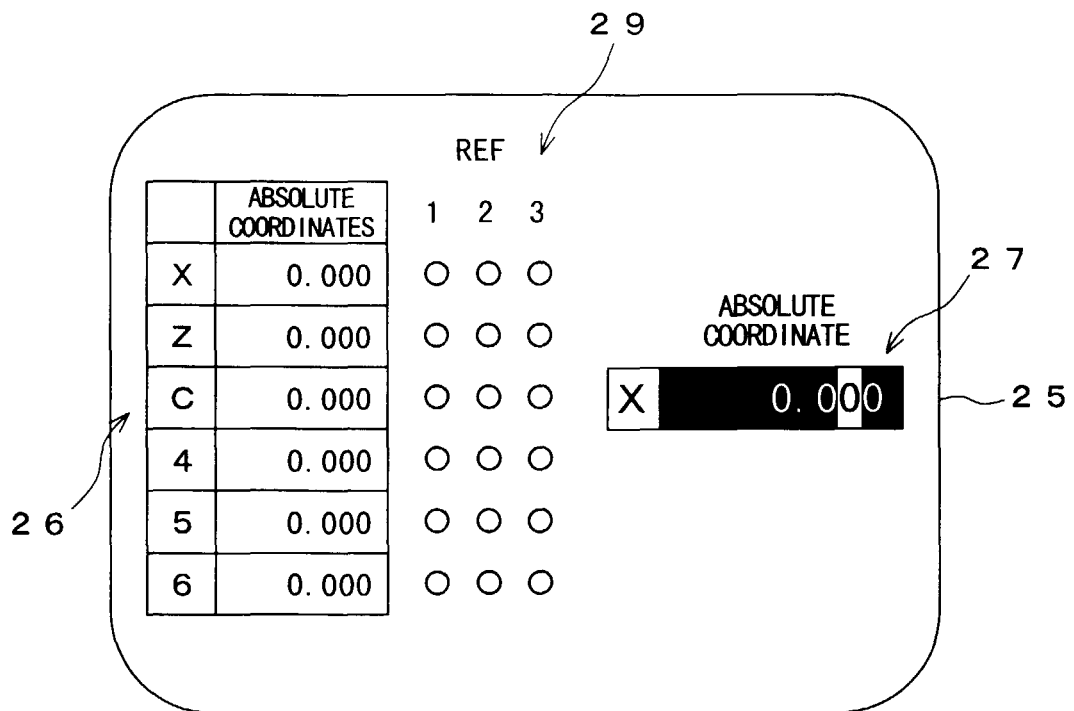 29
REF
ABSOLUTE
COORDINATES
1 2 3
X 0.000
Z 0.000
C 0.000
4 0.000
5 0.000
6 0.000
26
27
ABSOLUTE
COORDINATE
X 0.000
25